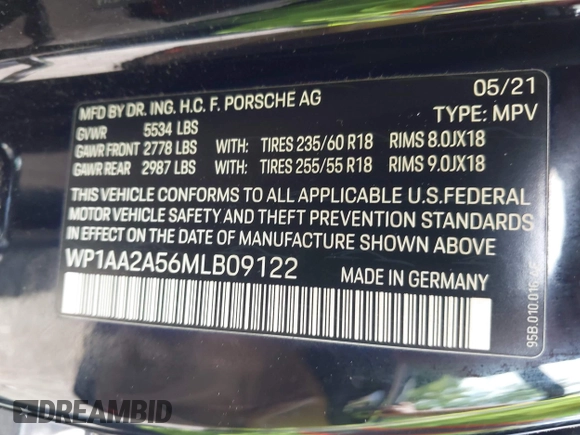 MFD BY DR. ING. H.C. F. PORSCHE AG 05/21
GVWR 5534 LBS TYPE: MPV
GAWR FRONT 2778 LBS WITH: TIRES 235/60 R18 RIMS 8.0JX18
GAWR REAR 2987 LBS WITH: TIRES 255/55 R18 RIMS 9.0JX18
THIS VEHICLE CONFORMS TO ALL APPLICABLE U.S.FEDERAL
MOTOR VEHICLE SAFETY AND THEFT PREVENTION STANDARDS
IN EFFECT ON THE DATE OF MANUFACTURE SHOWN ABOVE.
WP1AA2A56MLB09122 MADE IN GERMANY
95B.010.016
DREAMBID